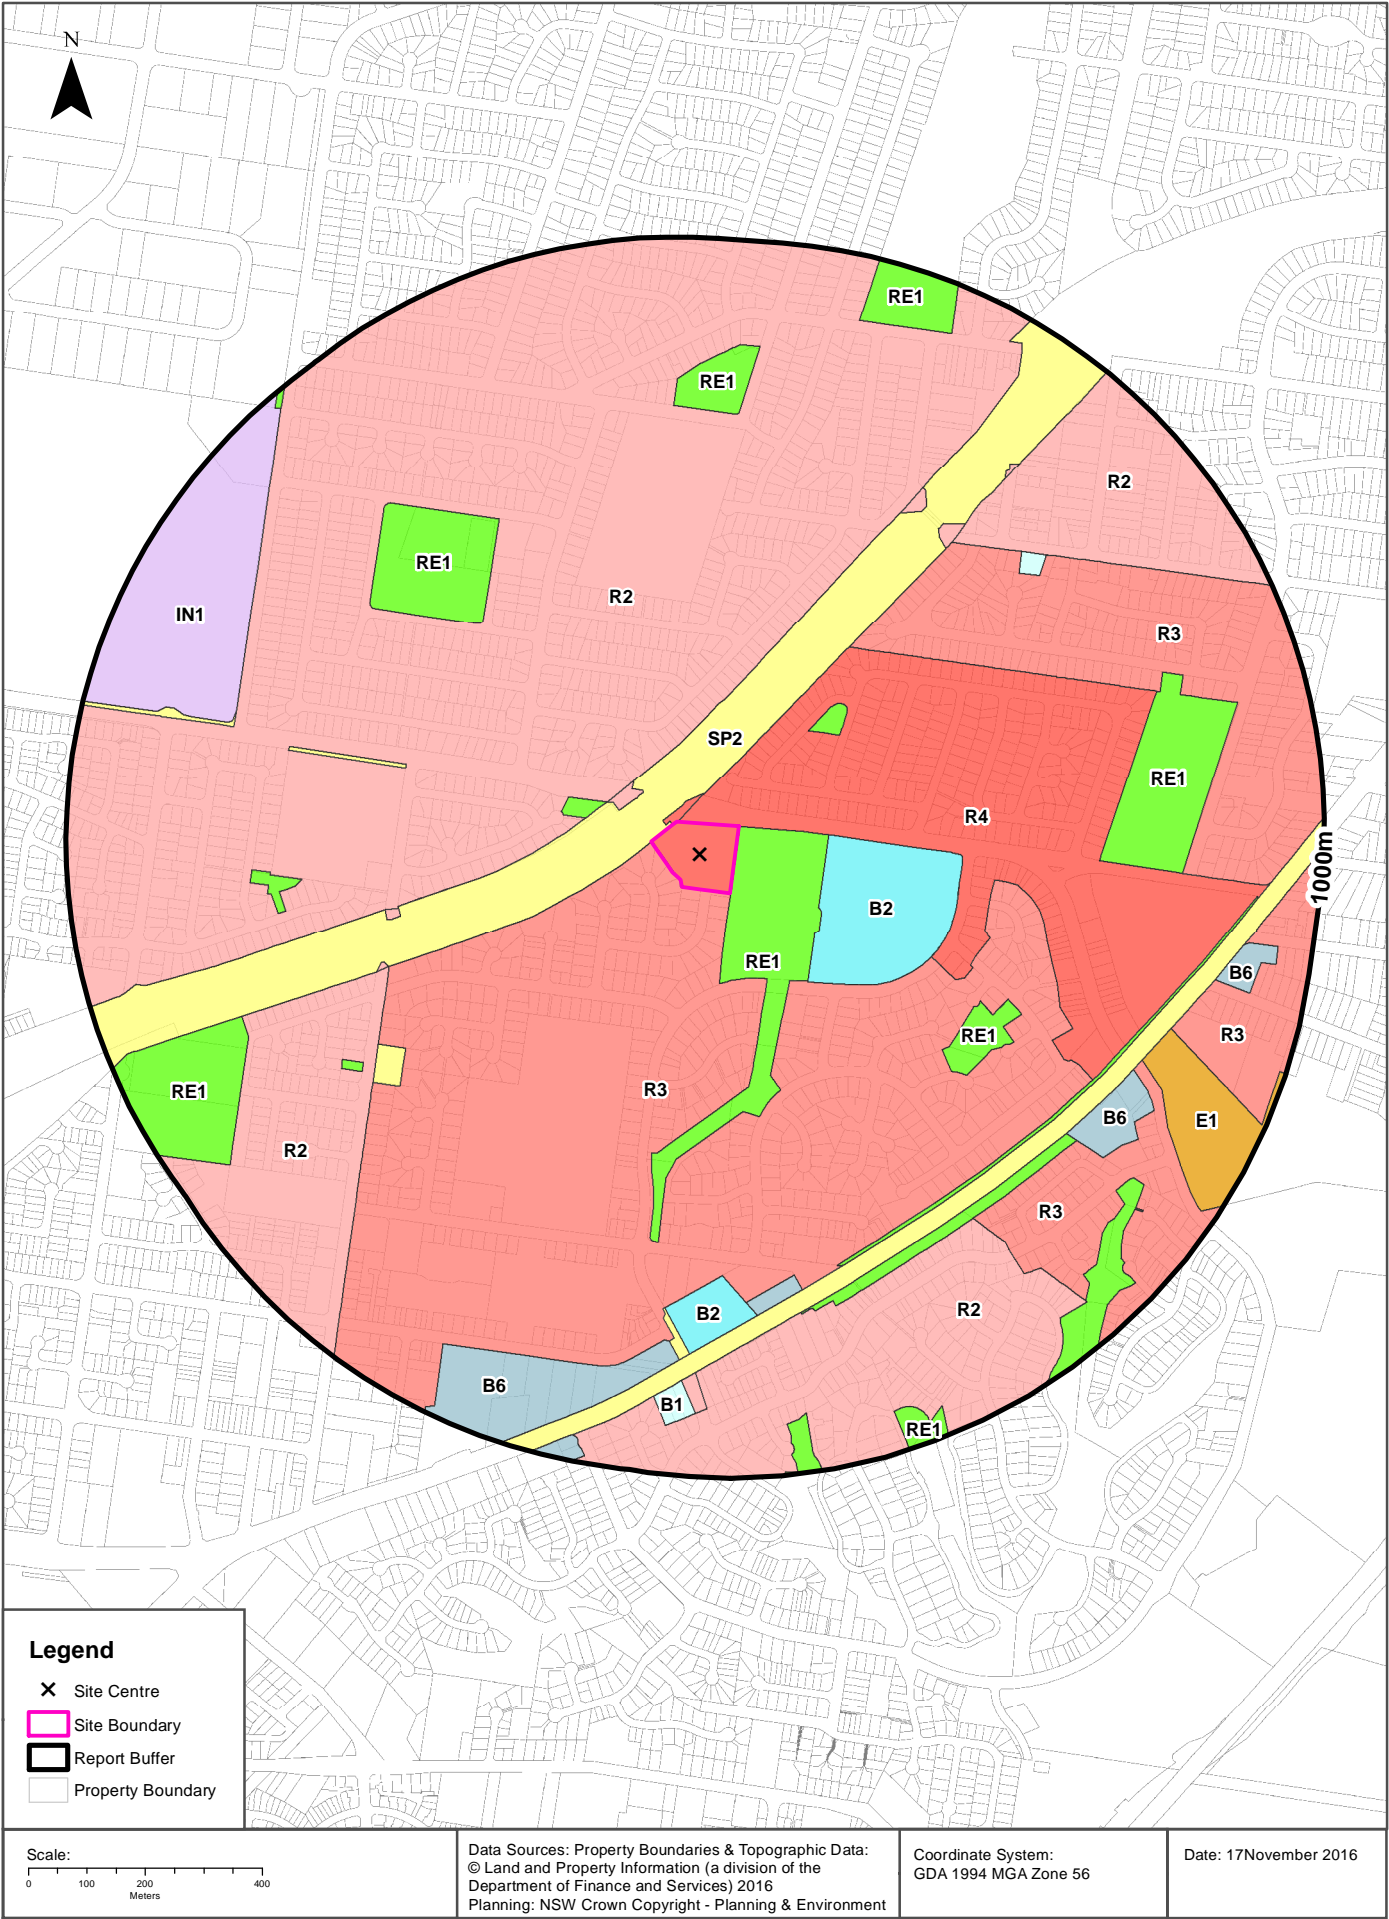 N
RE1
RE1
R2
RE1
R2
IN1
R3
SP2
RE1
R4
1000m
B2
RE1
B6
RE1
R3
RE1
R3
B6
E1
R2
R3
R2
B2
B6
B1
RE1
Legend
Site Centre
Site Boundary
Report Buffer
Property Boundary
Scale:
0 100 200 400
Meters
Data Sources: Property Boundaries & Topographic Data:
© Land and Property Information (a division of the
Department of Finance and Services) 2016
Planning: NSW Crown Copyright - Planning & Environment
Coordinate System:
GDA 1994 MGA Zone 56
Date: 17November 2016